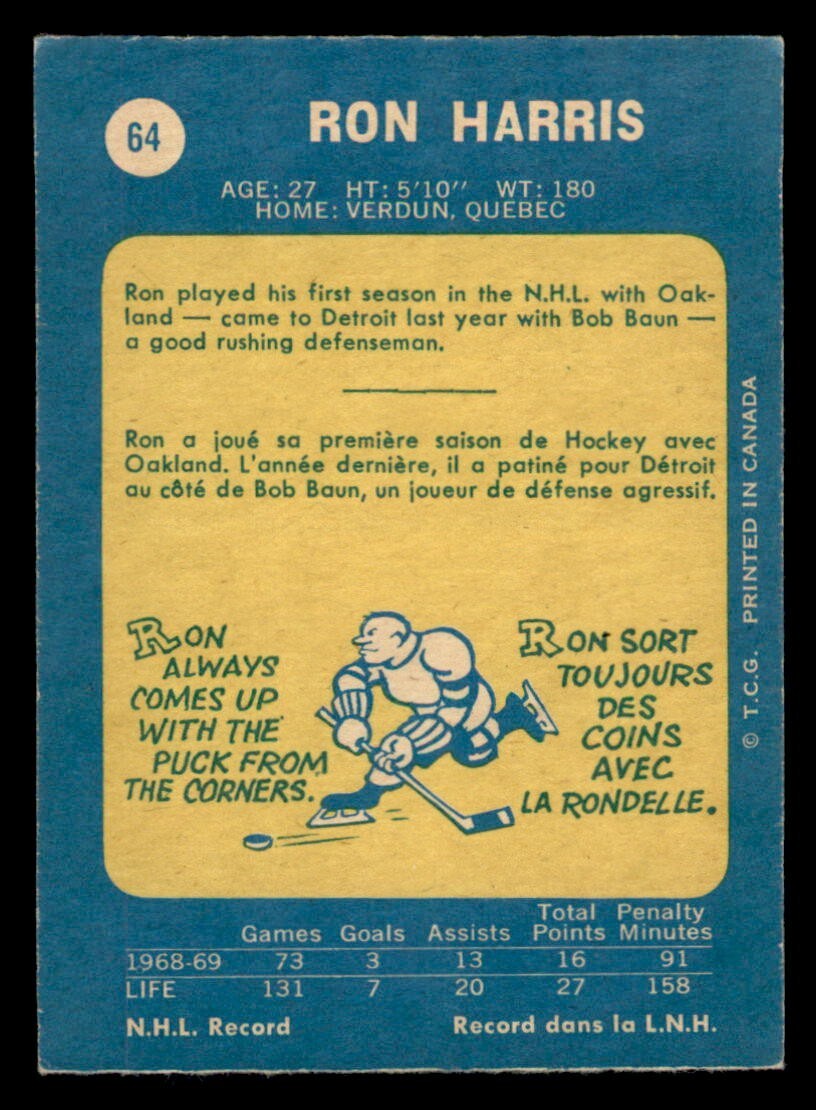 64
RON HARRIS
AGE: 27 HT: 5'10'' WT: 180
HOME: VERDUN, QUEBEC
Ron played his first season in the N.H.L. with Oak-
land — came to Detroit last year with Bob Baun —
a good rushing defenseman.
Ron a joué sa première saison de Hockey avec
Oakland. L'année dernière, il a patiné pour Détroit
au côté de Bob Baun, un joueur de défense agressif.
RON
ALWAYS
COMES UP
WITH THE
PUCK FROM
THE CORNERS.
RON SORT
TOUJOURS
DES
COINS
AVEC
LA RONDELLE.
© T.C.G. PRINTED IN CANADA
Total Penalty
Games Goals Assists Points Minutes
1968-69 73 3 13 16 91
LIFE 131 7 20 27 158
N.H.L. Record Record dans la L.N.H.